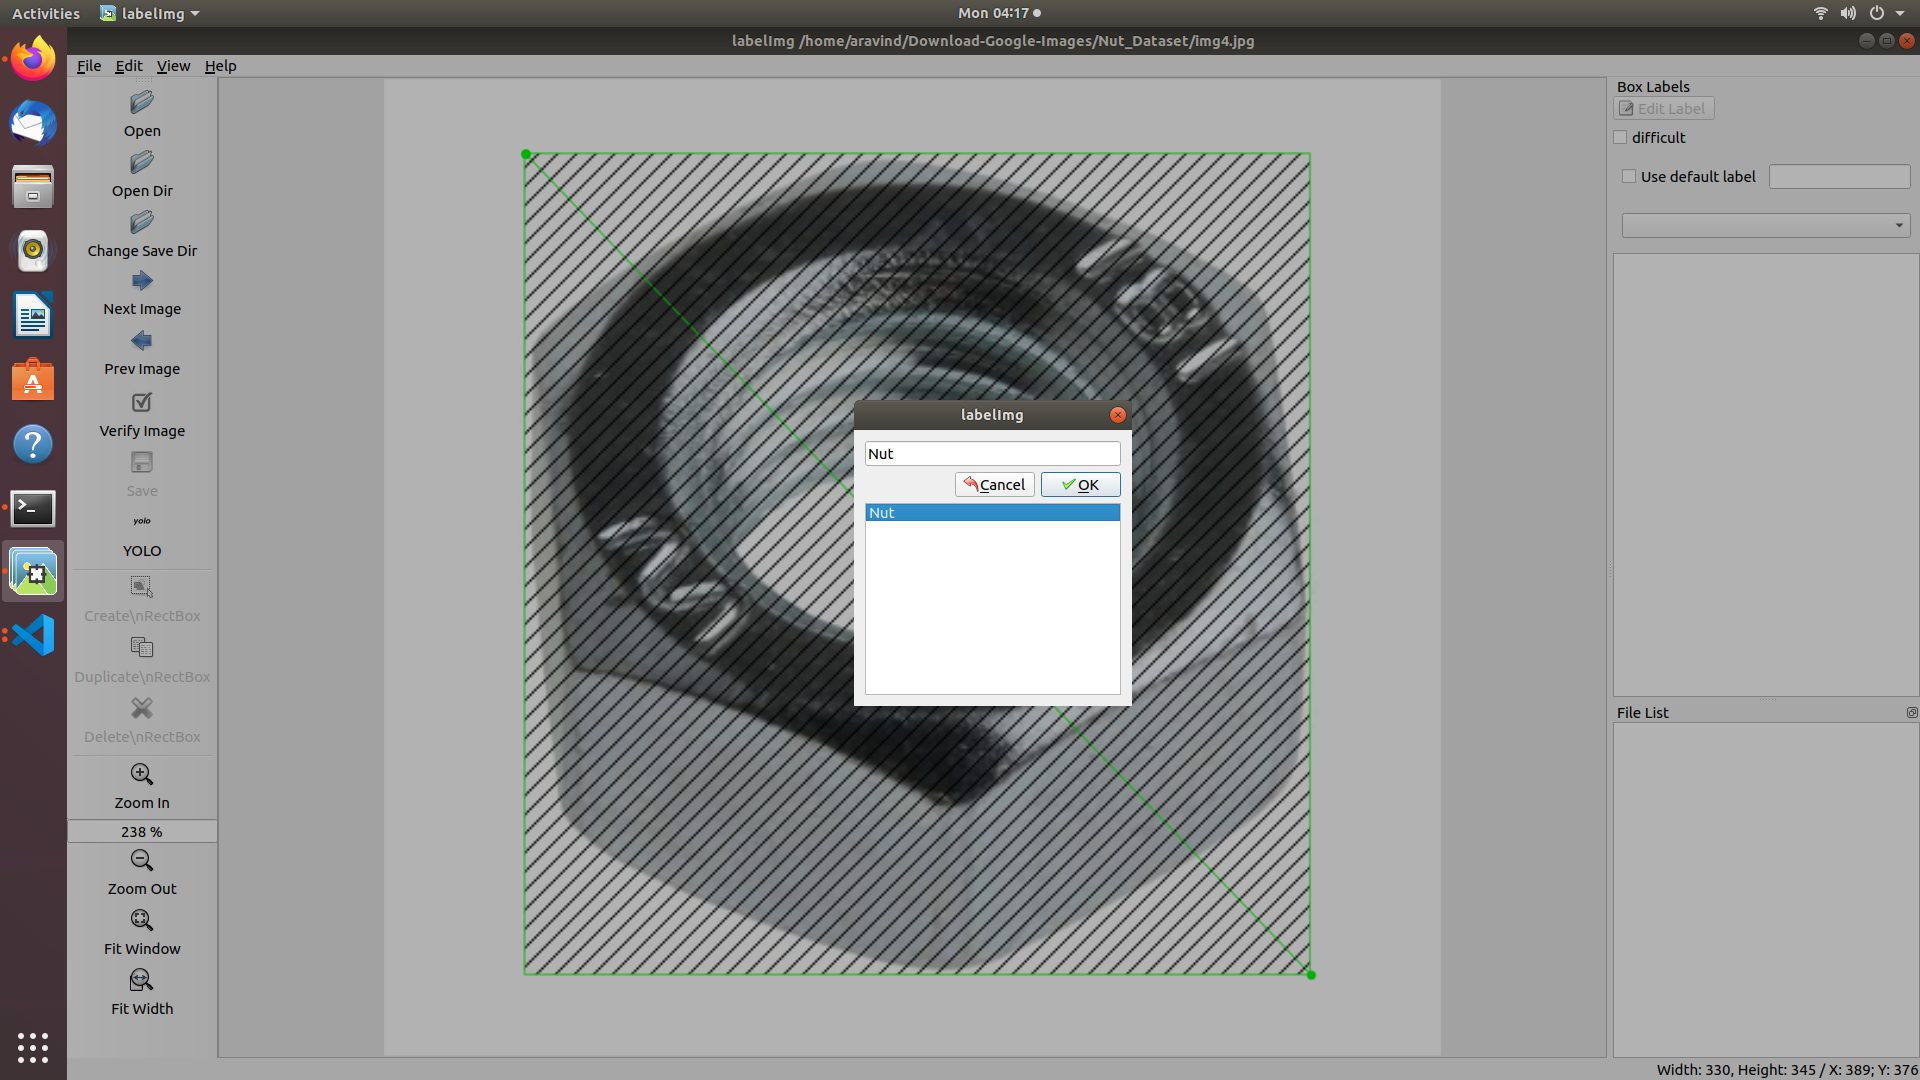 Activities
labelImg
Mon 04:17
labelImg /home/aravind/Download-Google-Images/Nut_Dataset/img4.jpg
File Edit View Help
Open
Open Dir
Change Save Dir
Next Image
Prev Image
Verify Image
Save
yolo
YOLO
Create\nRectBox
Duplicate\nRectBox
Delete\nRectBox
Zoom In
238 %
Zoom Out
Fit Window
Fit Width
labelImg
Nut
Cancel
OK
Nut
Box Labels
Edit Label
difficult
Use default label
File List
Width: 330, Height: 345 / X: 389; Y: 376